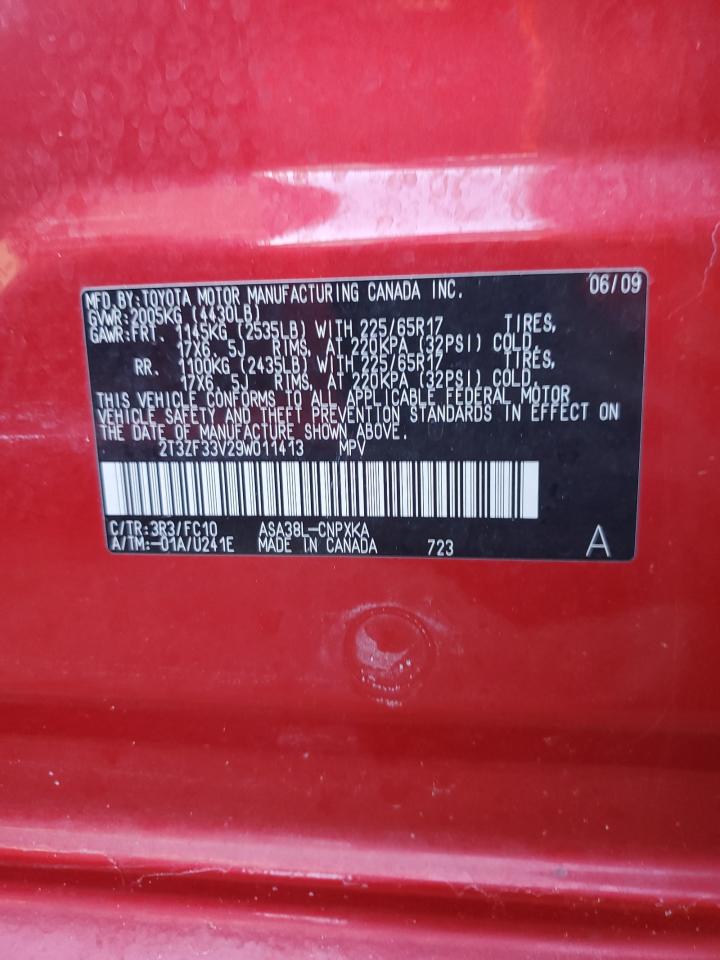 MFD.BY:TOYOTA MOTOR MANUFACTURING CANADA INC. 06/09
GVWR:2005KG (4430LB)
GAWR:FRT. 1145KG (2535LB) WITH 225/65R17 TIRES,
17X6. 5J RIMS, AT 220KPA (32PSI) COLD.
RR. 1100KG (2435LB) WITH 225/65R17 TIRES,
17X6. 5J RIMS, AT 220KPA (32PSI) COLD.
THIS VEHICLE CONFORMS TO ALL APPLICABLE FEDERAL MOTOR
VEHICLE SAFETY AND THEFT PREVENTION STANDARDS IN EFFECT ON
THE DATE OF MANUFACTURE SHOWN ABOVE.
2T3ZF33V29W011413 MPV
C/TR:3R3/FC10 ASA38L-CNPXKA
A/TM:-01A/U241E MADE IN CANADA 723 A